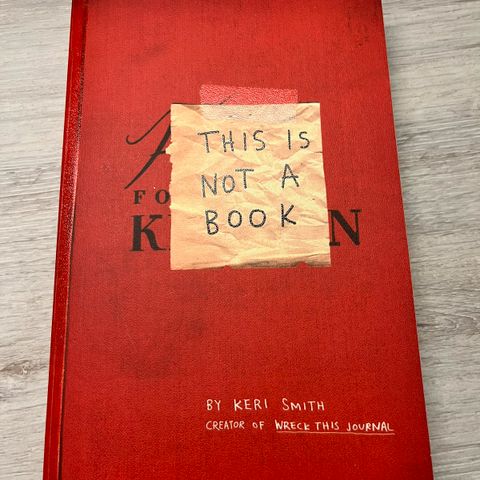 THIS IS
NOT A
BOOK
BY KERI SMITH
CREATOR OF WRECK THIS JOURNAL